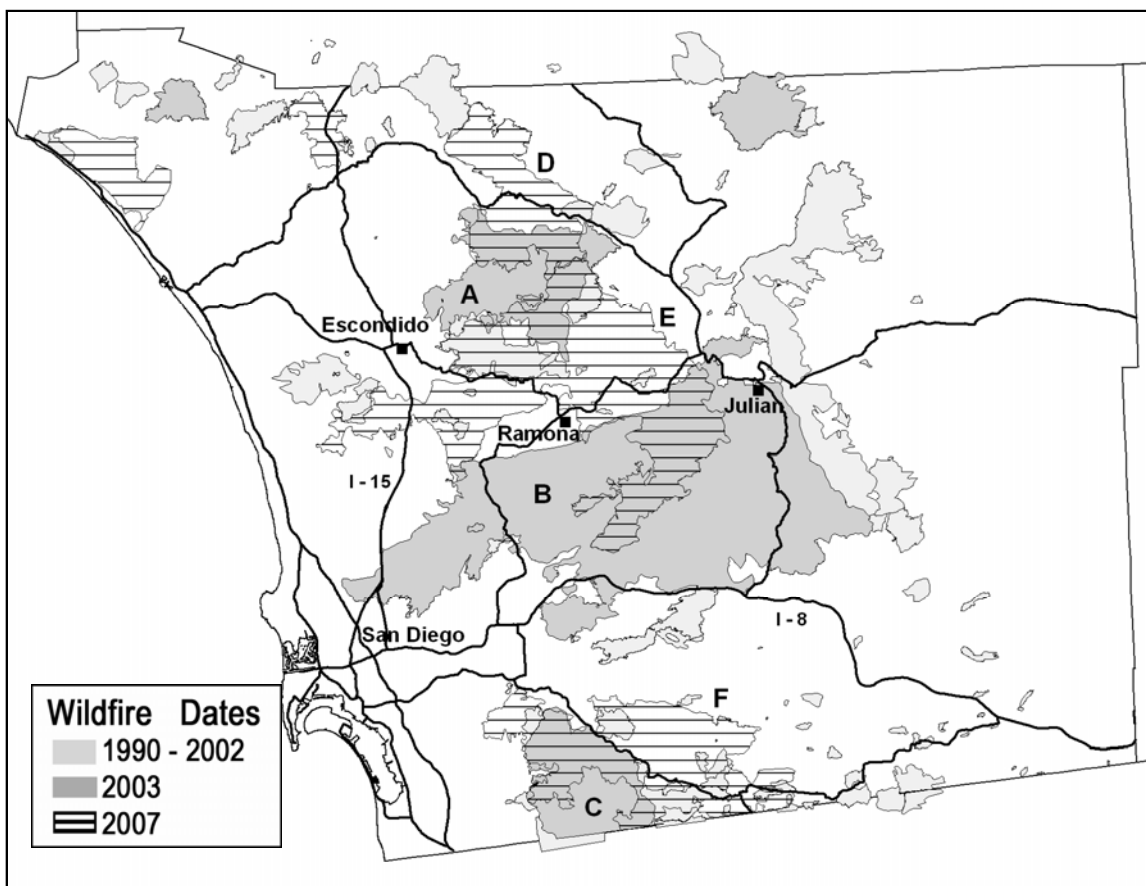 D
A
E
Escondido
Julian
Ramona
B
I - 15
San Diego
I - 8
F
C
Wildfire Dates
1990 - 2002
2003
2007